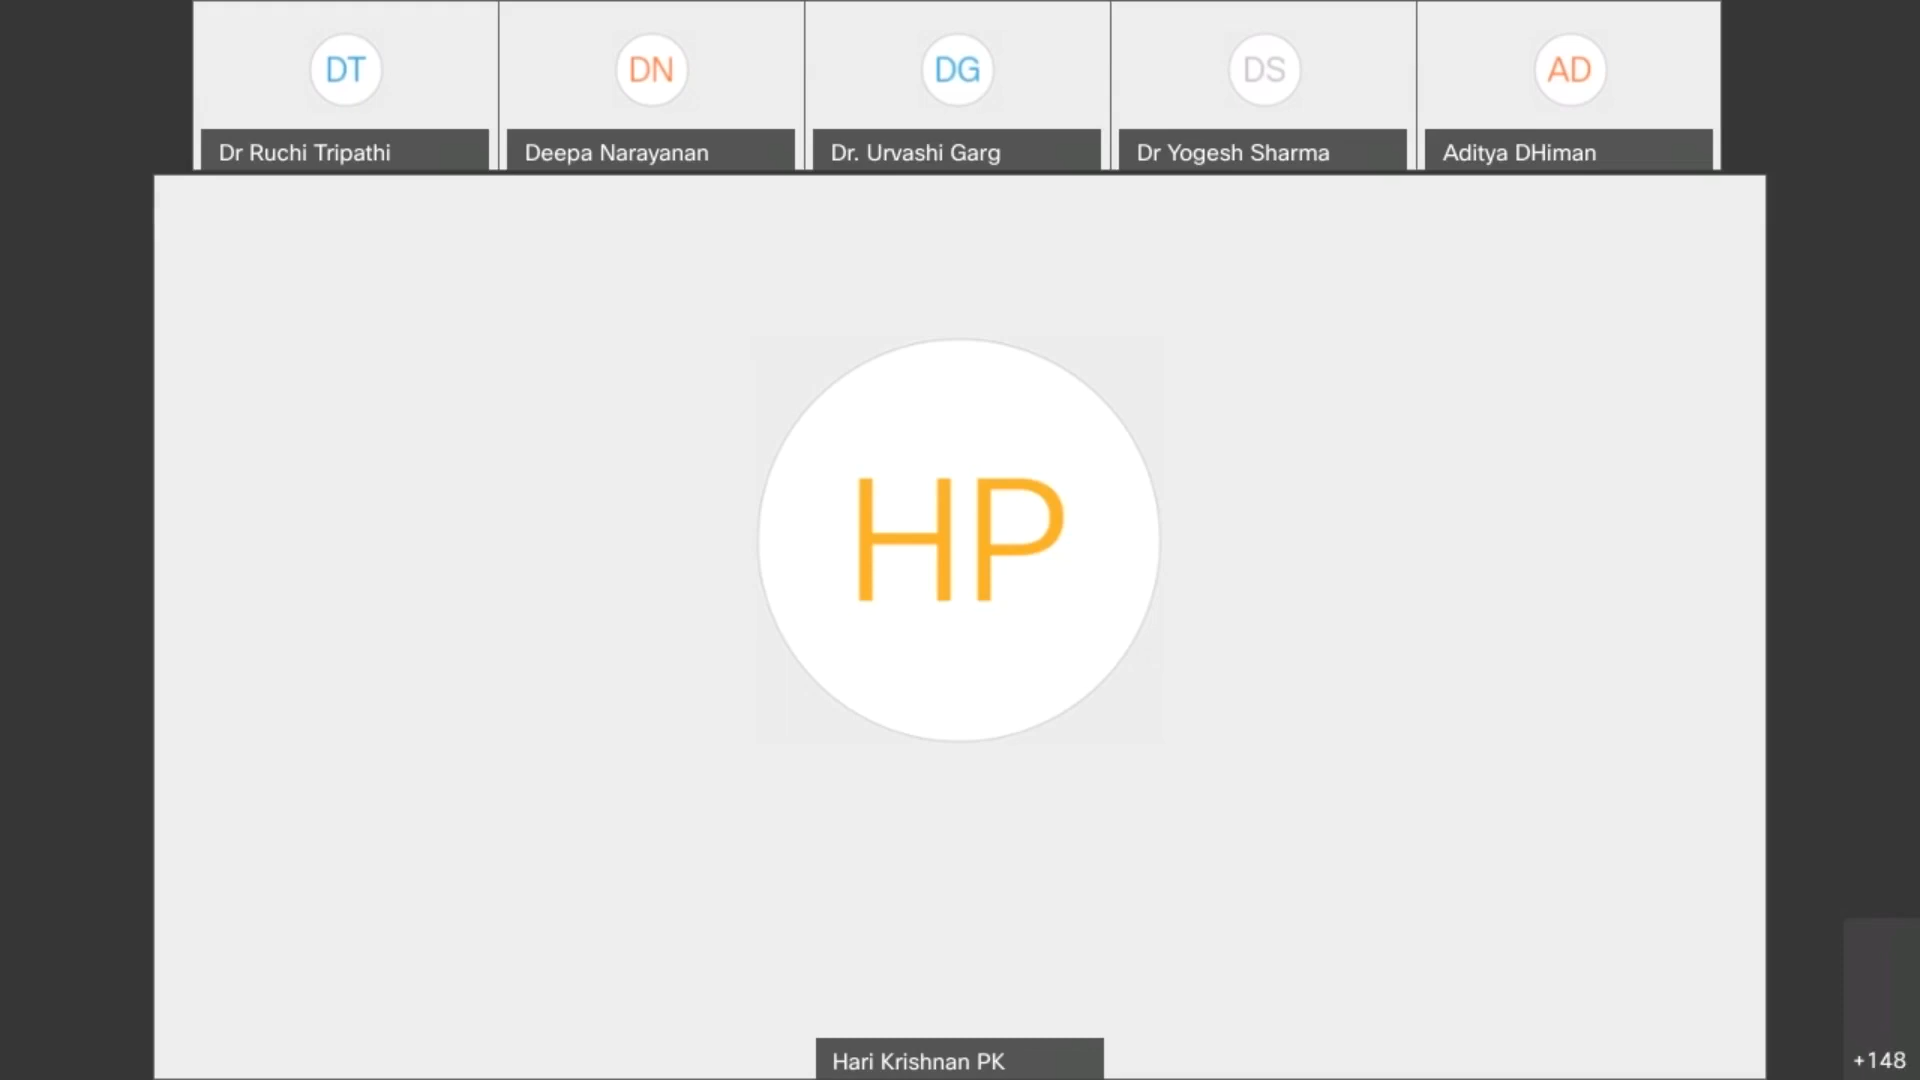 DT
DN
DG
DS
AD
Dr Ruchi Tripathi
Deepa Narayanan
Dr. Urvashi Garg
Dr Yogesh Sharma
Aditya DHiman
HP
Hari Krishnan PK
+148